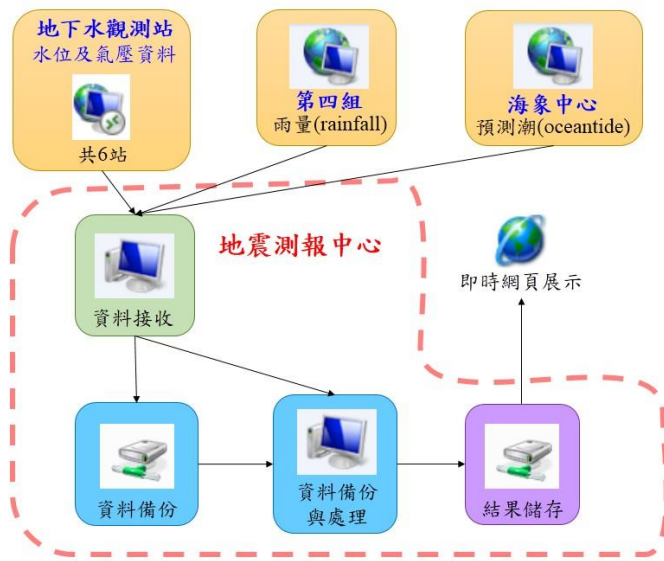 地下水觀測站
水位及氣壓資料
共6站
第四組
雨量(rainfall)
海象中心
預測潮(oceantide)
地震測報中心
資料接收
即時網頁展示
資料備份
資料備份
與處理
結果儲存